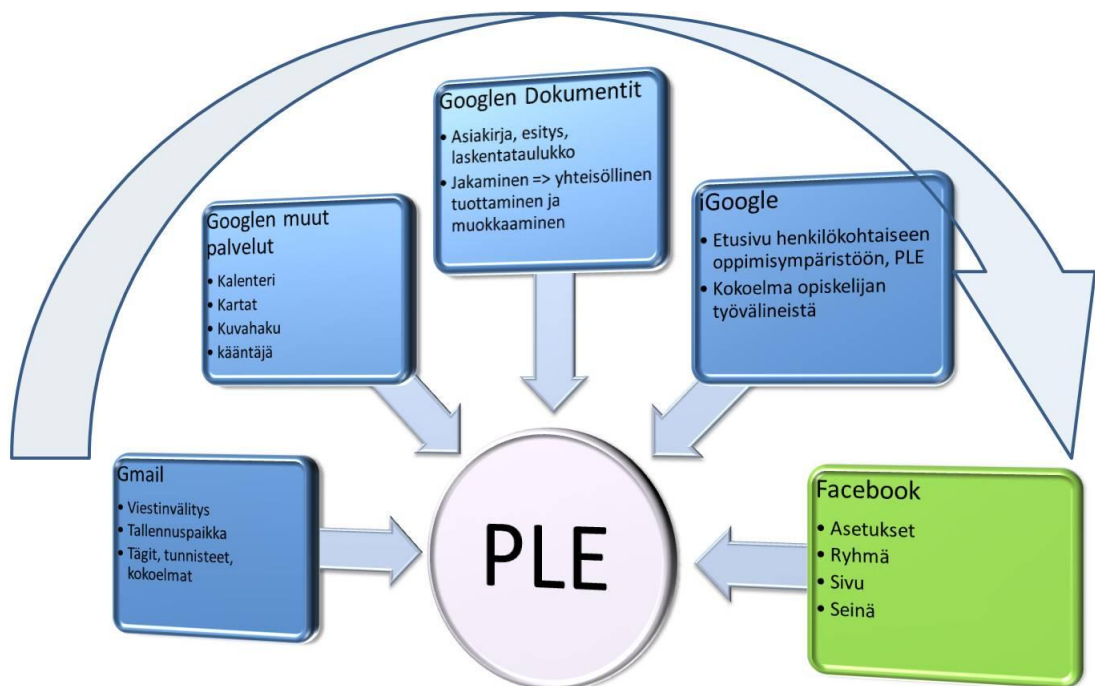 Googlen Dokumentit
• Asiakirja, esitys,
laskentataulukko
• Jakaminen => yhteisöllinen
tuottaminen ja
muokkaaminen
Googlen muut
palvelut
• Kalenteri
• Kartat
• Kuvahaku
• kääntäjä
iGoogle
• Etusivu henkilökohtaiseen
oppimisympäristöön, PLE
• Kokoelma opiskelijan
työvälineistä
Gmail
• Viestinvälitys
• Tallennuspaikka
• Tägit, tunnisteet,
kokoelmat
PLE
Facebook
• Asetukset
• Ryhmä
• Sivu
• Seinä